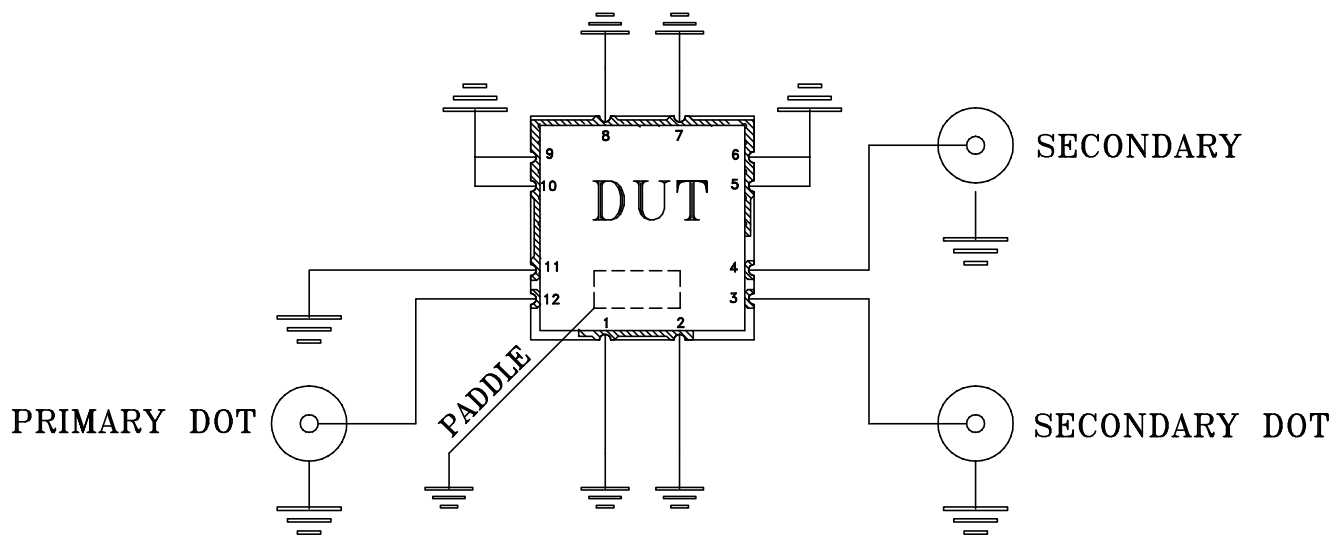 8 7
9 6
SECONDARY
10 DUT 5
11 4
12 3
1 2
PADDLE
PRIMARY DOT
SECONDARY DOT